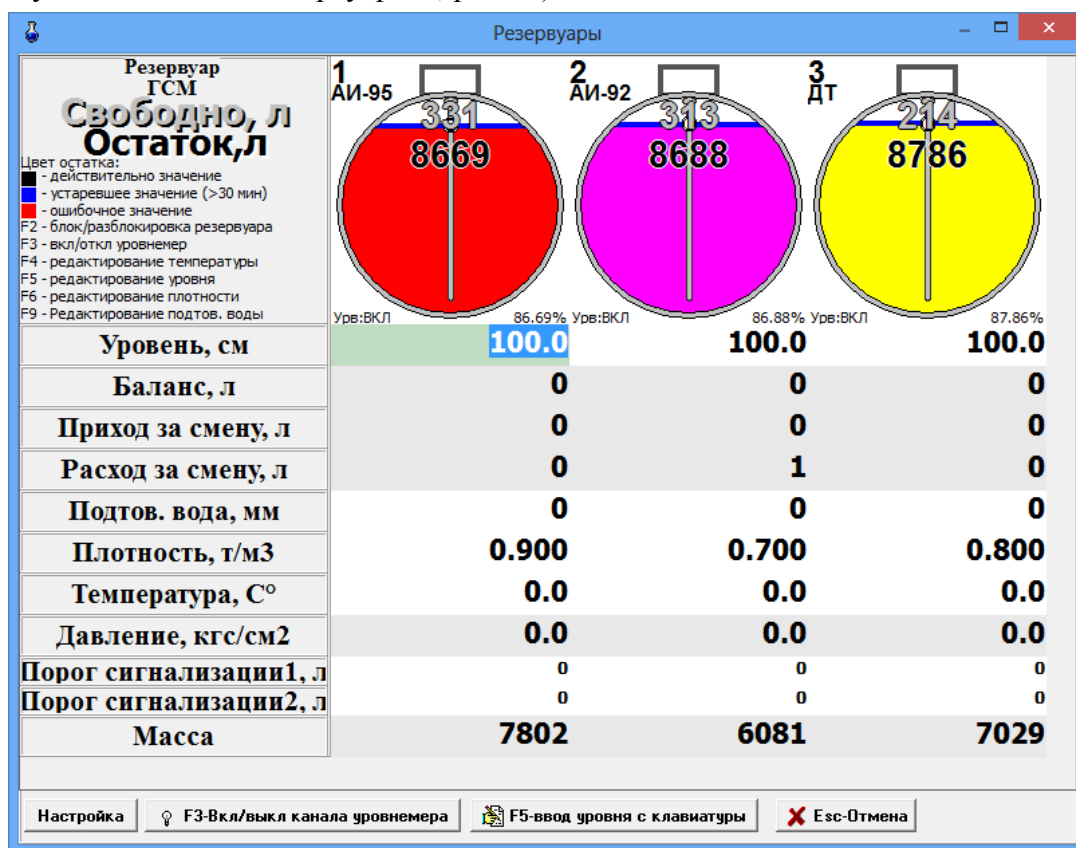 Резервуары
Резервуар
ГСМ
Свободно, л
Остаток,л
Цвет остатка:
- действительно значение
- устаревшее значение (>30 мин)
- ошибочное значение
F2 - блок/разблокировка резервуара
F3 - вкл/откл уровнемер
F4 - редактирование температуры
F5 - редактирование уровня
F6 - редактирование плотности
F9 - Редактирование подтов. воды
1 АИ-95 331 8669 Урв:ВКЛ 86.69%
2 АИ-92 313 8688 Урв:ВКЛ 86.88%
3 ДТ 214 8786 Урв:ВКЛ 87.86%
Уровень, см 100.0 100.0 100.0
Баланс, л 0 0 0
Приход за смену, л 0 0 0
Расход за смену, л 0 1 0
Подтов. вода, мм 0 0 0
Плотность, т/м3 0.900 0.700 0.800
Температура, С° 0.0 0.0 0.0
Давление, кгс/см2 0.0 0.0 0.0
Порог сигнализации1, л 0 0 0
Порог сигнализации2, л 0 0 0
Масса 7802 6081 7029
Настройка F3-Вкл/выкл канала уровнемера F5-ввод уровня с клавиатуры Esc-Отмена